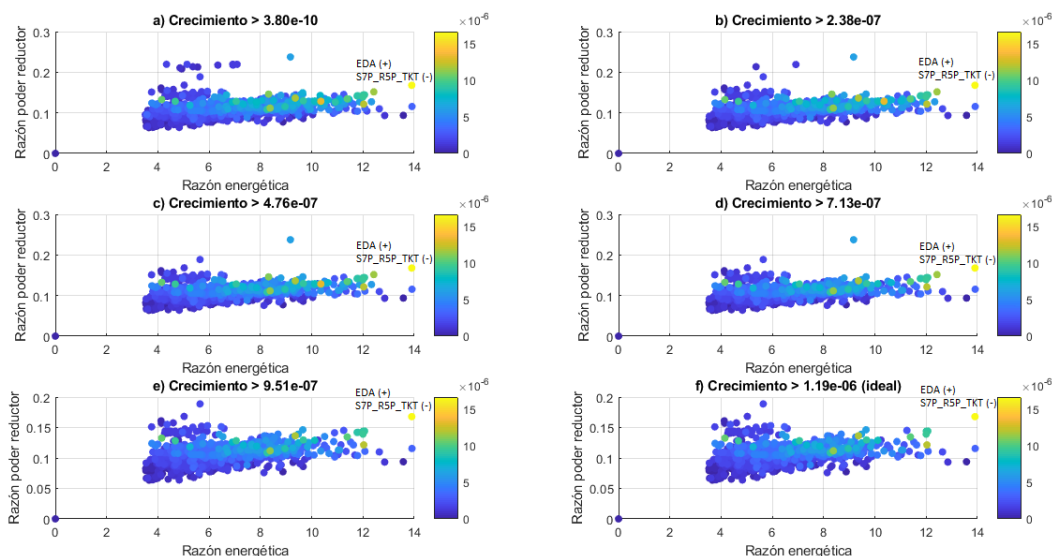 a) Crecimiento > 3.80e-10
×10⁻⁶
0.3
0.2
0.1
0
Razón poder reductor
EDA (+)
S7P_R5P_TKT (-)
15
10
5
0
0 2 4 6 8 10 12 14
Razón energética
b) Crecimiento > 2.38e-07
×10⁻⁶
0.3
0.2
0.1
0
Razón poder reductor
EDA (+)
S7P_R5P_TKT (-)
15
10
5
0
0 2 4 6 8 10 12 14
Razón energética
c) Crecimiento > 4.76e-07
×10⁻⁶
0.3
0.2
0.1
0
Razón poder reductor
EDA (+)
S7P_R5P_TKT (-)
15
10
5
0
0 2 4 6 8 10 12 14
Razón energética
d) Crecimiento > 7.13e-07
×10⁻⁶
0.3
0.2
0.1
0
Razón poder reductor
EDA (+)
S7P_R5P_TKT (-)
15
10
5
0
0 2 4 6 8 10 12 14
Razón energética
e) Crecimiento > 9.51e-07
×10⁻⁶
0.2
0.15
0.1
0.05
0
Razón poder reductor
EDA (+)
S7P_R5P_TKT (-)
15
10
5
0
0 2 4 6 8 10 12 14
Razón energética
f) Crecimiento > 1.19e-06 (ideal)
×10⁻⁶
0.2
0.15
0.1
0.05
0
Razón poder reductor
EDA (+)
S7P_R5P_TKT (-)
15
10
5
0
0 2 4 6 8 10 12 14
Razón energética